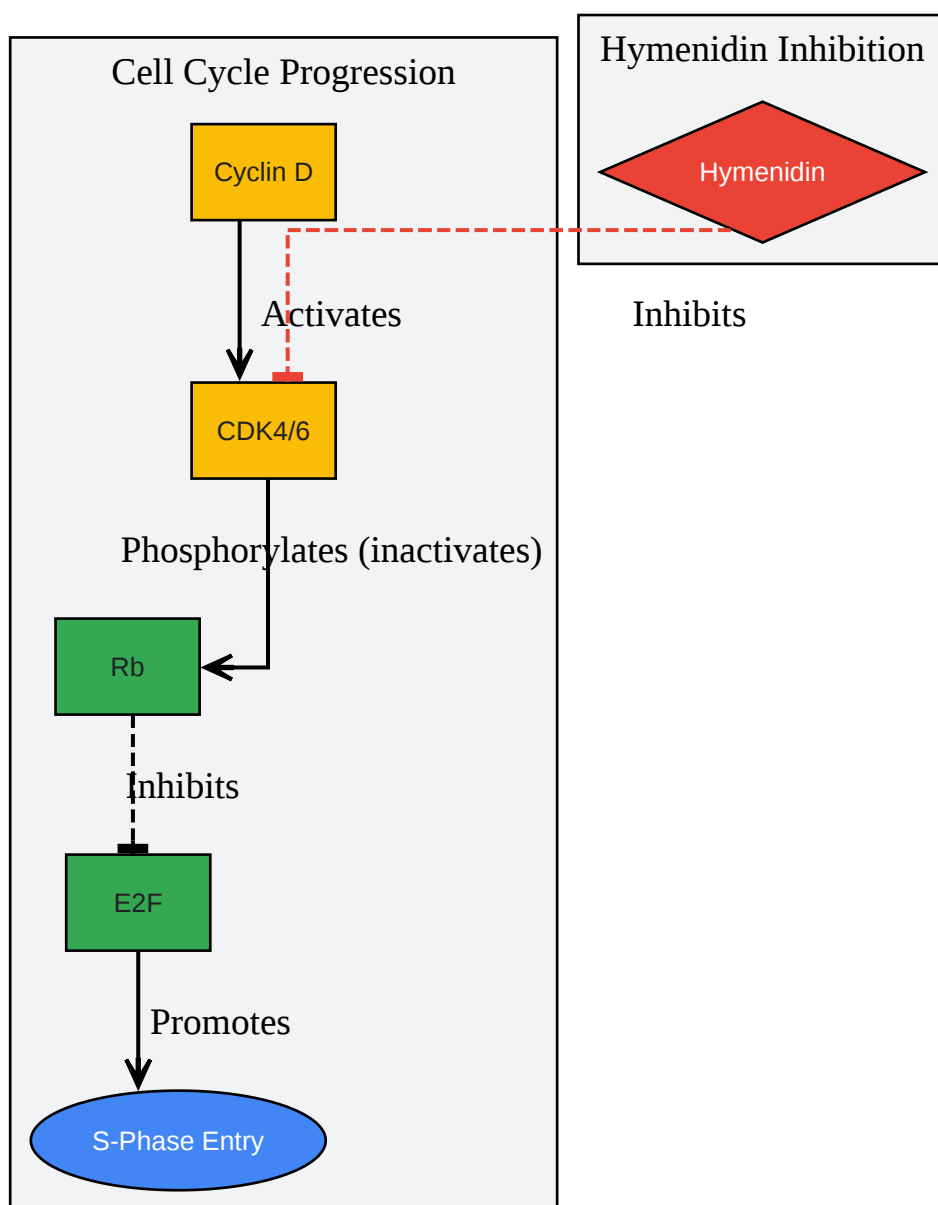 Cell Cycle Progression
Hymenidin Inhibition
Cyclin D
Hymenidin
Activates
Inhibits
CDK4/6
Phosphorylates (inactivates)
Rb
Inhibits
E2F
Promotes
S-Phase Entry